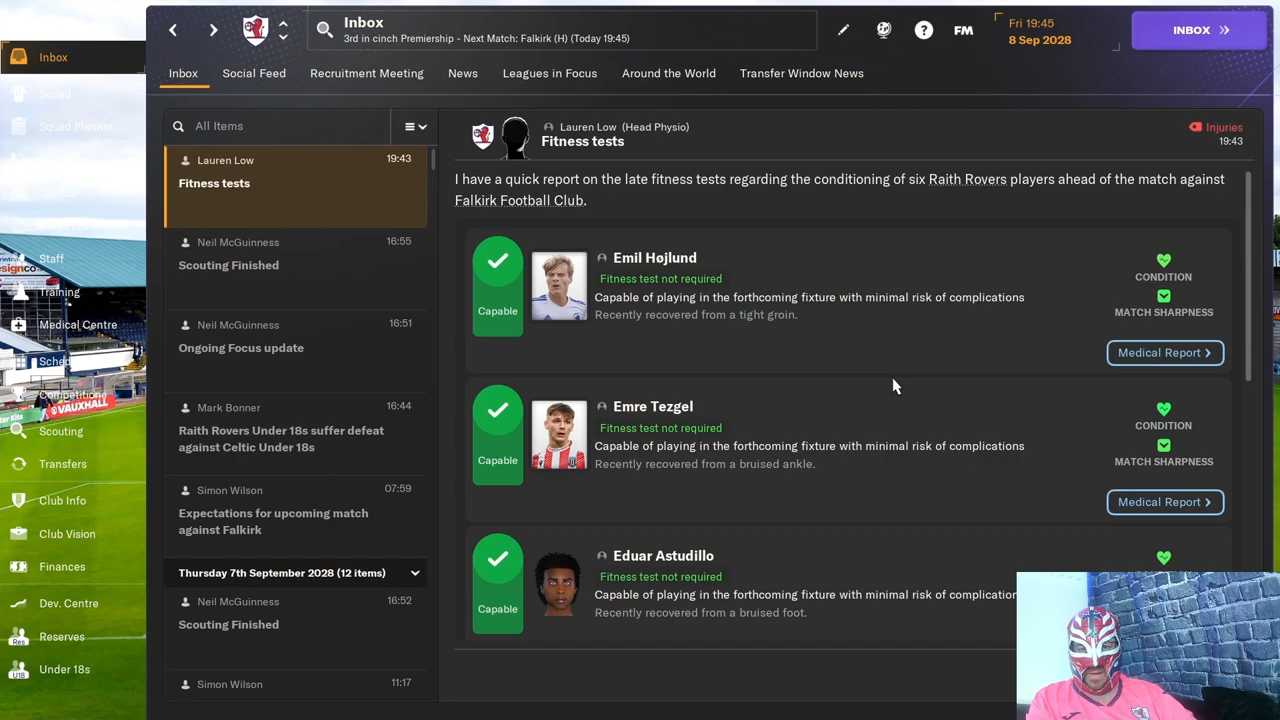 Inbox
3rd in cinch Premiership - Next Match: Falkirk (H) (Today 19:45)
FM
Fri 19:45
8 Sep 2028
INBOX
Inbox
Social Feed
Recruitment Meeting
News
Leagues in Focus
Around the World
Transfer Window News
Inbox
Squad
Squad Planner
Staff
Training
Medical Centre
Sched
Competitions
VAUXHALL
Scouting
Transfers
Club Info
Club Vision
Finances
Dev. Centre
Res
Reserves
U18
Under 18s
All Items
Lauren Low 19:43
Fitness tests
Neil McGuinness 16:55
Scouting Finished
Neil McGuinness 16:51
Ongoing Focus update
Mark Bonner 16:44
Raith Rovers Under 18s suffer defeat
against Celtic Under 18s
Simon Wilson 07:59
Expectations for upcoming match
against Falkirk
Thursday 7th September 2028 (12 items)
Neil McGuinness 16:52
Scouting Finished
Simon Wilson 11:17
Lauren Low (Head Physio)
Fitness tests
Injuries
19:43
I have a quick report on the late fitness tests regarding the conditioning of six Raith Rovers players ahead of the match against
Falkirk Football Club.
Capable
Emil Højlund
Fitness test not required
Capable of playing in the forthcoming fixture with minimal risk of complications
Recently recovered from a tight groin.
CONDITION
MATCH SHARPNESS
Medical Report
Capable
Emre Tezgel
Fitness test not required
Capable of playing in the forthcoming fixture with minimal risk of complications
Recently recovered from a bruised ankle.
CONDITION
MATCH SHARPNESS
Medical Report
Capable
Eduar Astudillo
Fitness test not required
Capable of playing in the forthcoming fixture with minimal risk of complication
Recently recovered from a bruised foot.